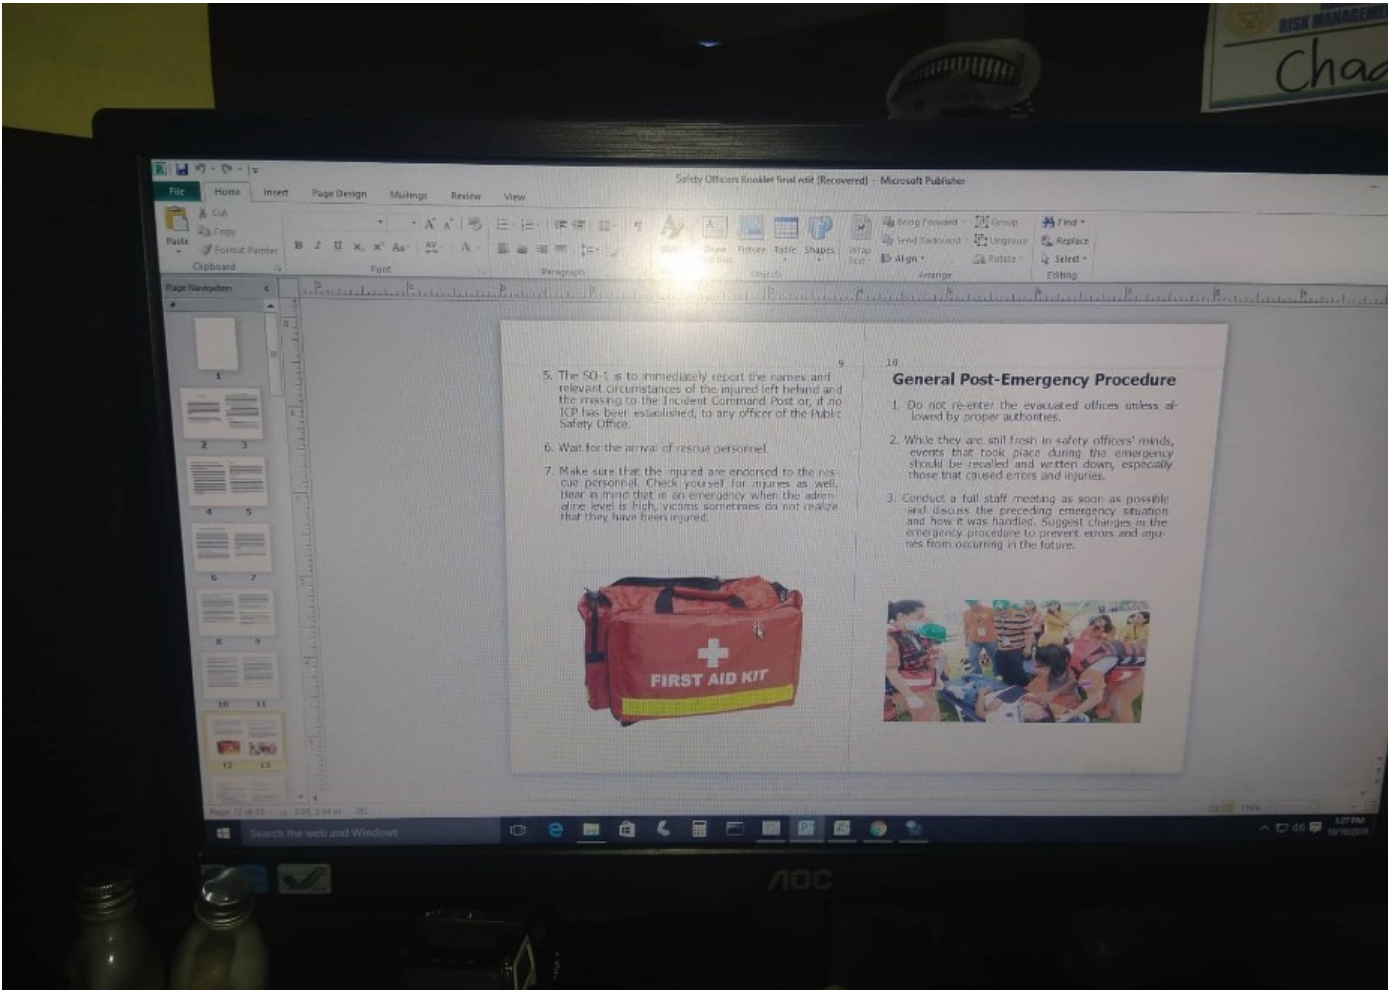 RISK MANAGEMENT
Chad
Safety Officers Booklet final edit [Recovered] - Microsoft Publisher
File Home Insert Page Design Mailings Review View
Cut
Copy
Format Painter
Paste
Clipboard
Font
Paragraph
Styles
Draw Text Box
Picture
Table
Shapes
Objects
Wrap Text
Bring Forward
Send Backward
Align
Group
Ungroup
Rotate
Arrange
Find
Replace
Select
Editing
Page Navigation
1
2 3
4 5
6 7
8 9
10 11
12 13
9
5. The SO-1 is to immediately report the names and
relevant circumstances of the injured left behind and
the missing to the Incident Command Post or, if no
ICP has been established, to any officer of the Public
Safety Office.
6. Wait for the arrival of rescue personnel.
7. Make sure that the injured are endorsed to the res-
cue personnel. Check yourself for injuries as well.
Bear in mind that in an emergency when the adren-
aline level is high, victims sometimes do not realize
that they have been injured.
FIRST AID KIT
10
General Post-Emergency Procedure
1. Do not re-enter the evacuated offices unless al-
lowed by proper authorities.
2. While they are still fresh in safety officers' minds,
events that took place during the emergency
should be recalled and written down, especially
those that caused errors and injuries.
3. Conduct a full staff meeting as soon as possible
and discuss the preceding emergency situation
and how it was handled. Suggest changes in the
emergency procedure to prevent errors and inju-
ries from occurring in the future.
Search the web and Windows
1:27 PM
AOC